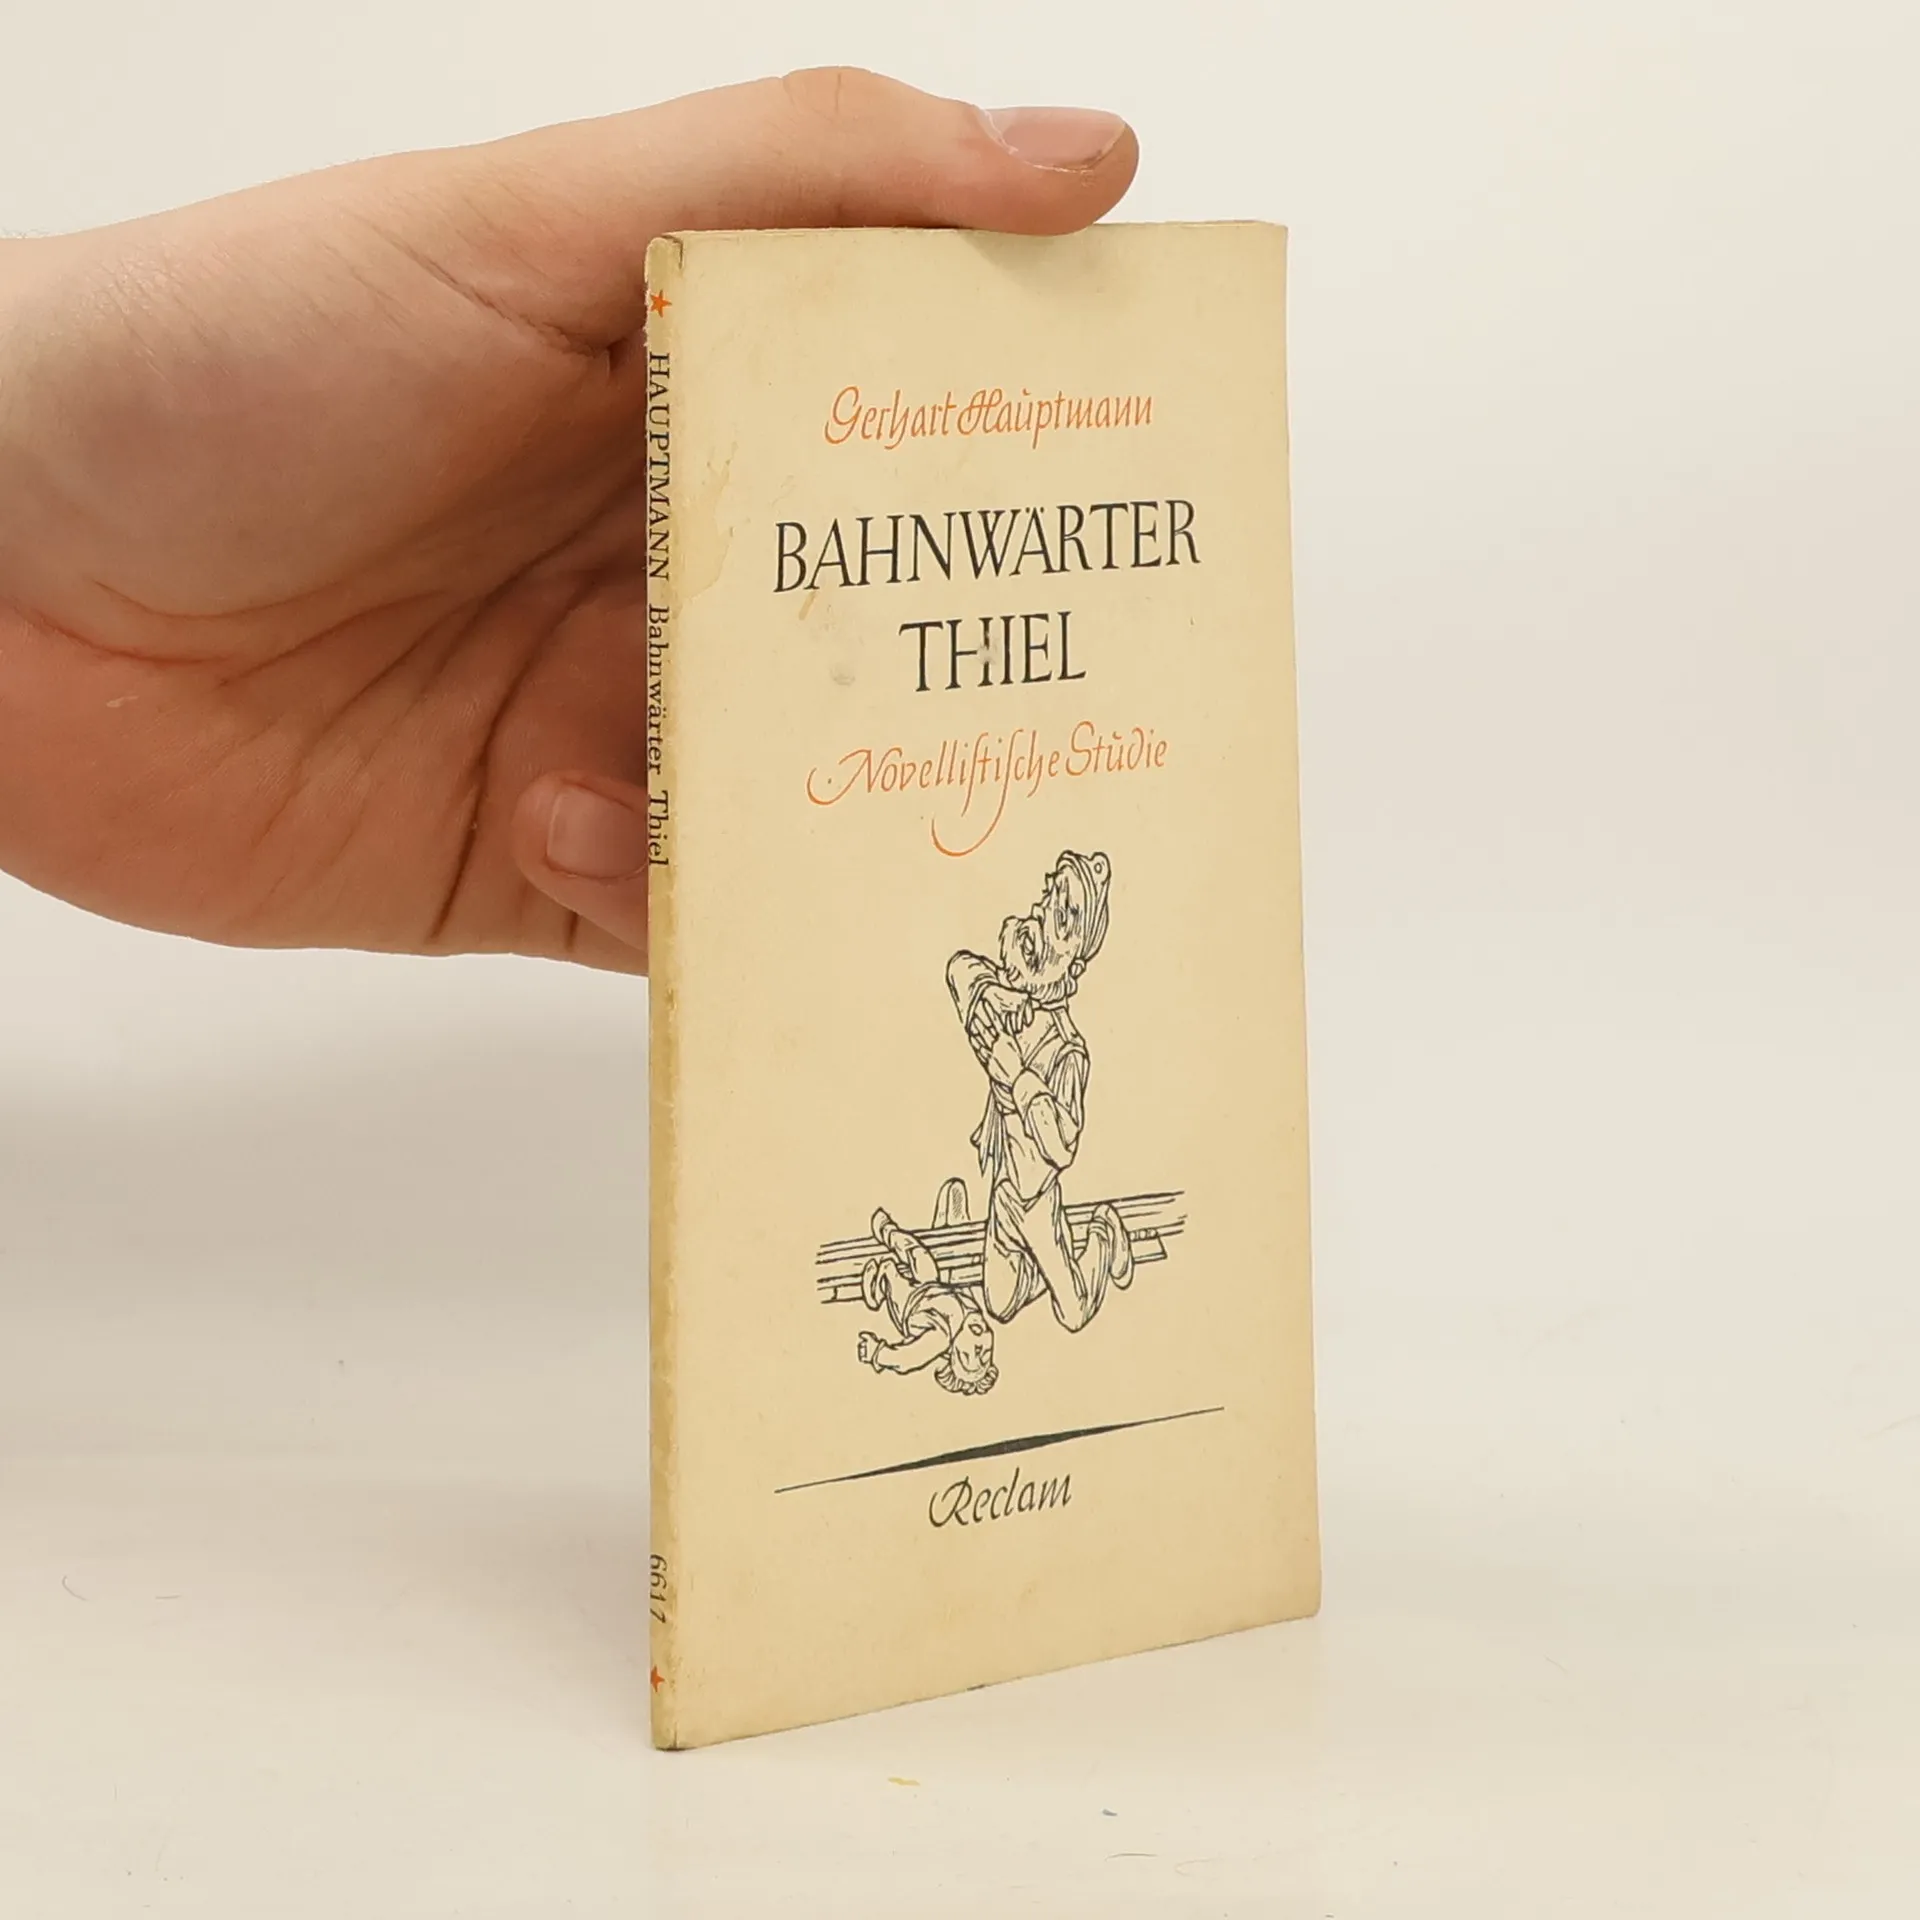 Gerhart Hauptmann
BAHNWÄRTER
THIEL
Novelliſtiſche Studie
Reclam
★ HAUPTMANN Bahnwärter Thiel 6617 ★